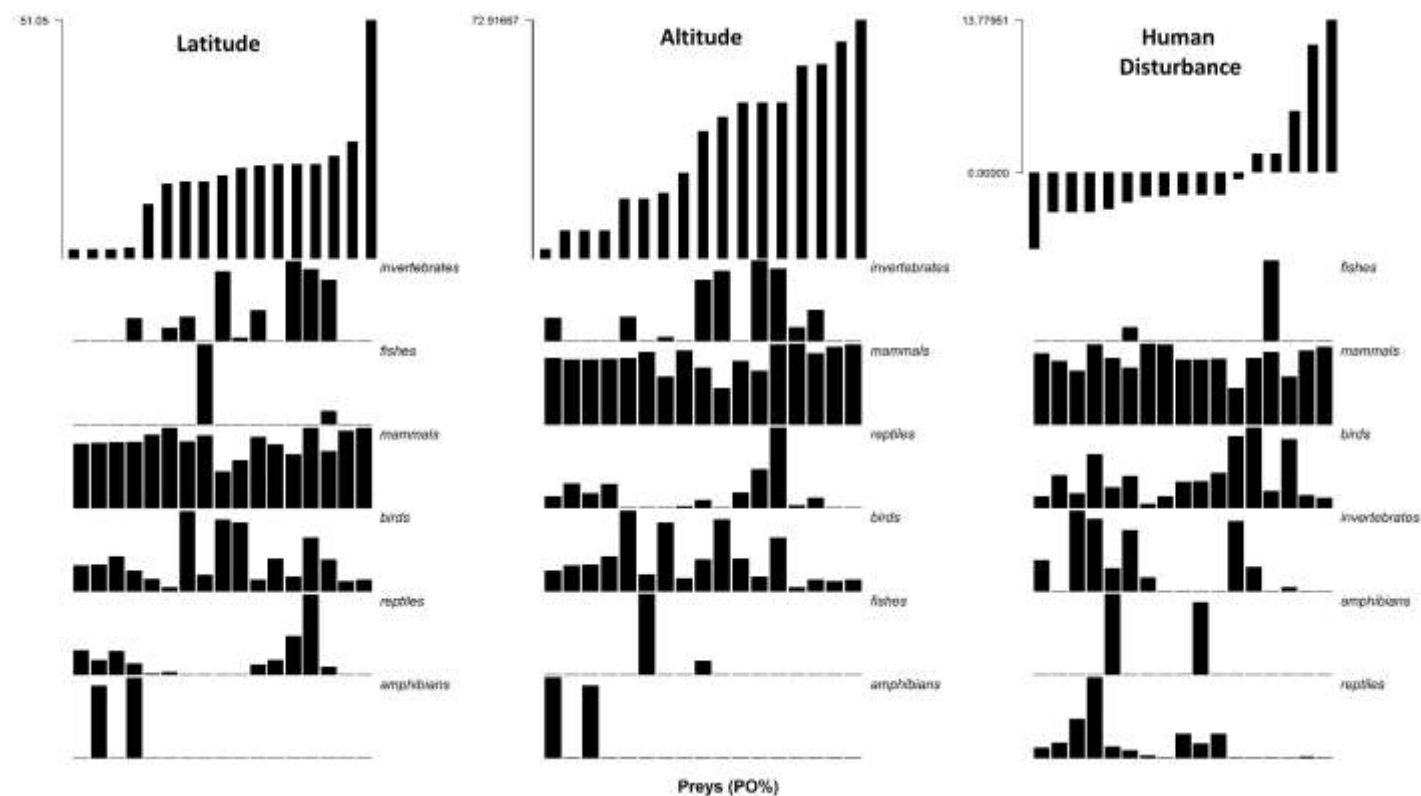 51.05
Latitude
invertebrates
fishes
mammals
birds
reptiles
amphibians
72.91667
Altitude
invertebrates
mammals
reptiles
birds
fishes
amphibians
13.77951
Human
Disturbance
0.00000
fishes
mammals
birds
invertebrates
amphibians
reptiles
Preys (PO%)